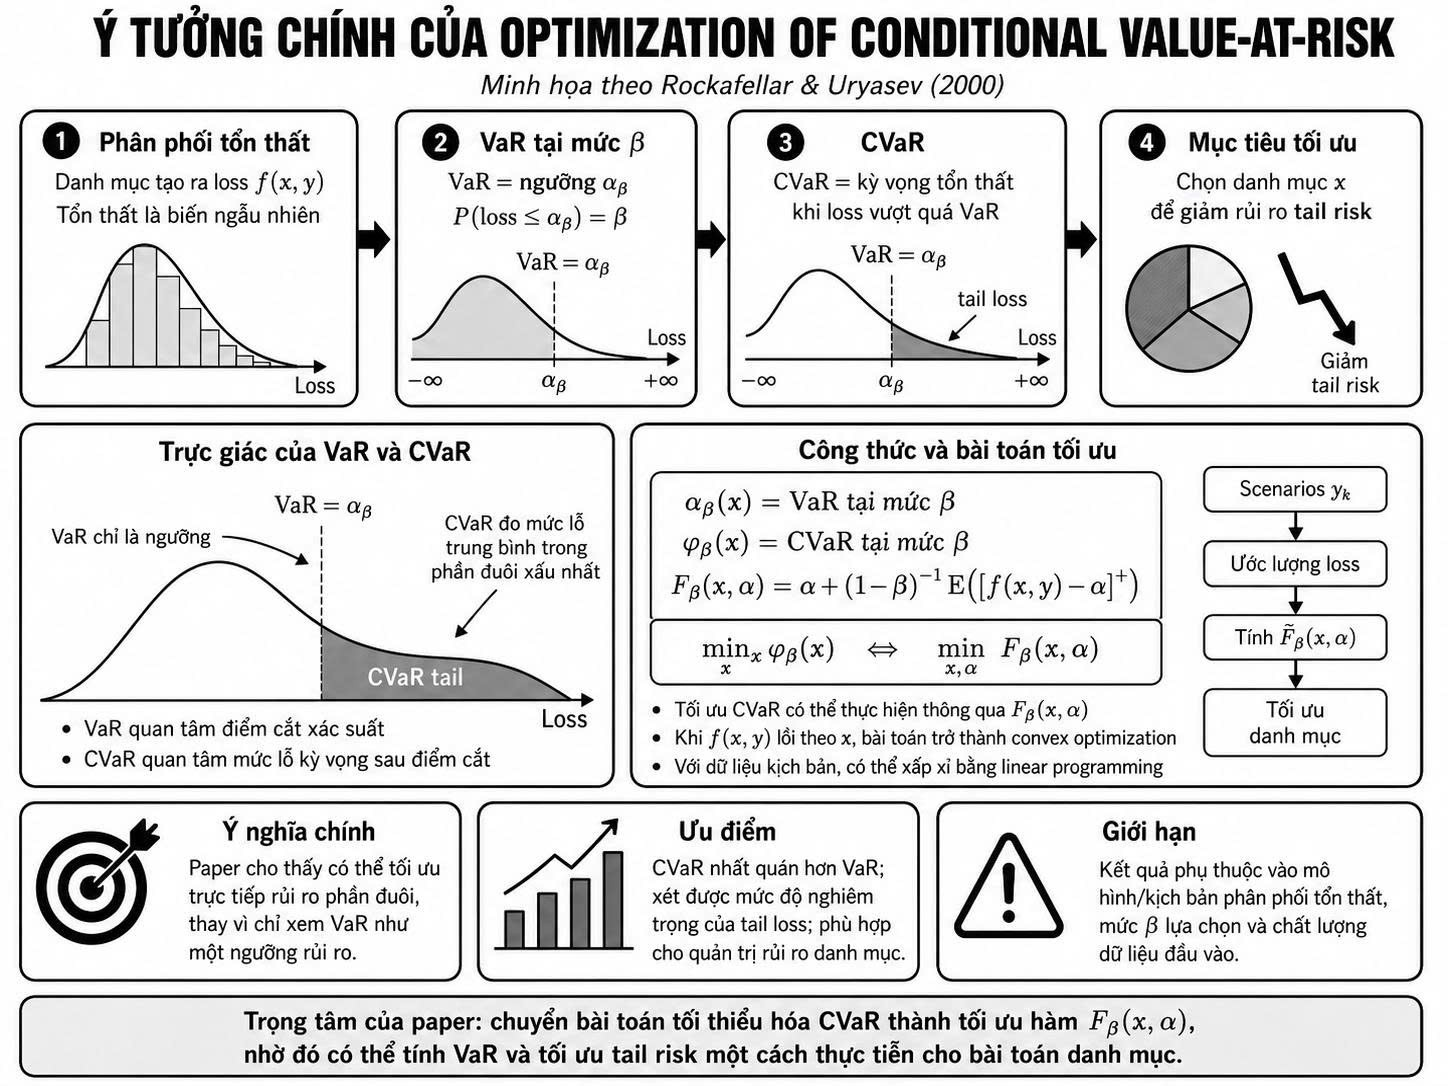 Ý TƯỞNG CHÍNH CỦA OPTIMIZATION OF CONDITIONAL VALUE-AT-RISK
Minh họa theo Rockafellar & Uryasev (2000)
1 Phân phối tổn thất
Danh mục tạo ra loss f(x, y)
Tổn thất là biến ngẫu nhiên
Loss
2 VaR tại mức β
VaR = ngưỡng α_β
P(loss ≤ α_β) = β
VaR = α_β
Loss
−∞ α_β +∞
3 CVaR
CVaR = kỳ vọng tổn thất
khi loss vượt quá VaR
VaR = α_β
tail loss
Loss
−∞ α_β +∞
4 Mục tiêu tối ưu
Chọn danh mục x
để giảm rủi ro tail risk
Giảm
tail risk
Trực giác của VaR và CVaR
VaR = α_β
VaR chỉ là ngưỡng
CVaR đo mức lỗ
trung bình trong
phần đuôi xấu nhất
CVaR tail
Loss
• VaR quan tâm điểm cắt xác suất
• CVaR quan tâm mức lỗ kỳ vọng sau điểm cắt
Công thức và bài toán tối ưu
α_β(x) = VaR tại mức β
φ_β(x) = CVaR tại mức β
F_β(x, α) = α + (1−β)^−1 E([f(x, y) − α]^+)
min_x φ_β(x) ⇔ min F_β(x, α)
x x,α
• Tối ưu CVaR có thể thực hiện thông qua F_β(x, α)
• Khi f(x, y) lồi theo x, bài toán trở thành convex optimization
• Với dữ liệu kịch bản, có thể xấp xỉ bằng linear programming
Scenarios y_k
Ước lượng loss
Tính F̃_β(x, α)
Tối ưu
danh mục
Ý nghĩa chính
Paper cho thấy có thể tối ưu
trực tiếp rủi ro phần đuôi,
thay vì chỉ xem VaR như
một ngưỡng rủi ro.
Ưu điểm
CVaR nhất quán hơn VaR;
xét được mức độ nghiêm
trọng của tail loss; phù hợp
cho quản trị rủi ro danh mục.
Giới hạn
Kết quả phụ thuộc vào mô
hình/kịch bản phân phối tổn thất,
mức β lựa chọn và chất lượng
dữ liệu đầu vào.
Trọng tâm của paper: chuyển bài toán tối thiểu hóa CVaR thành tối ưu hàm F_β(x, α),
nhờ đó có thể tính VaR và tối ưu tail risk một cách thực tiễn cho bài toán danh mục.